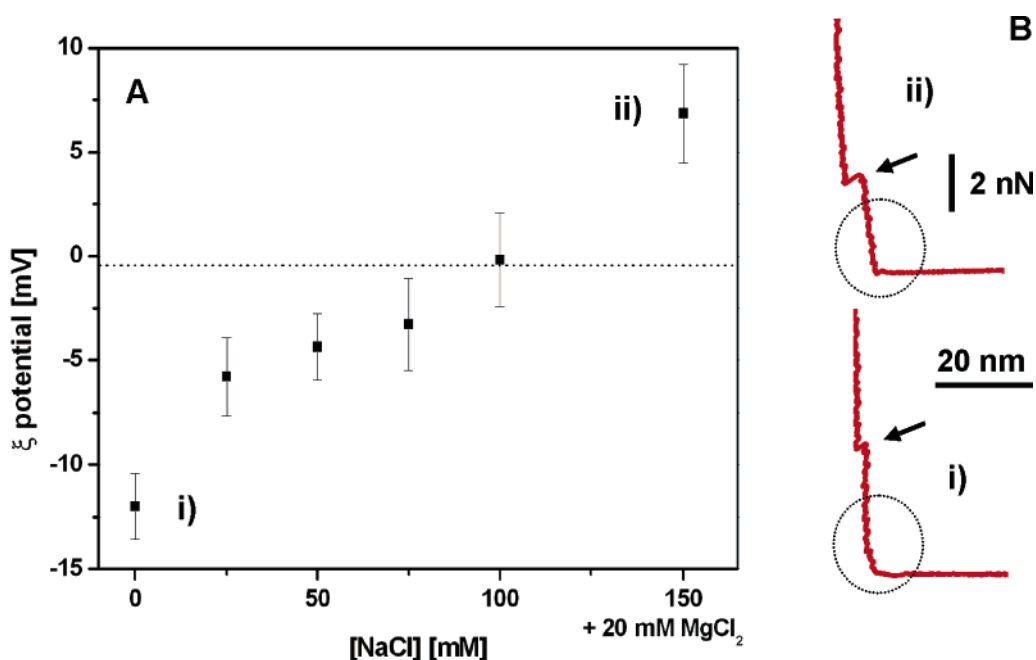 A
10
5
0
-5
-10
-15
ξ potential [mV]
i)
ii)
0
50
100
150
+ 20 mM MgCl₂
[NaCl] [mM]
B
ii)
2 nN
20 nm
i)